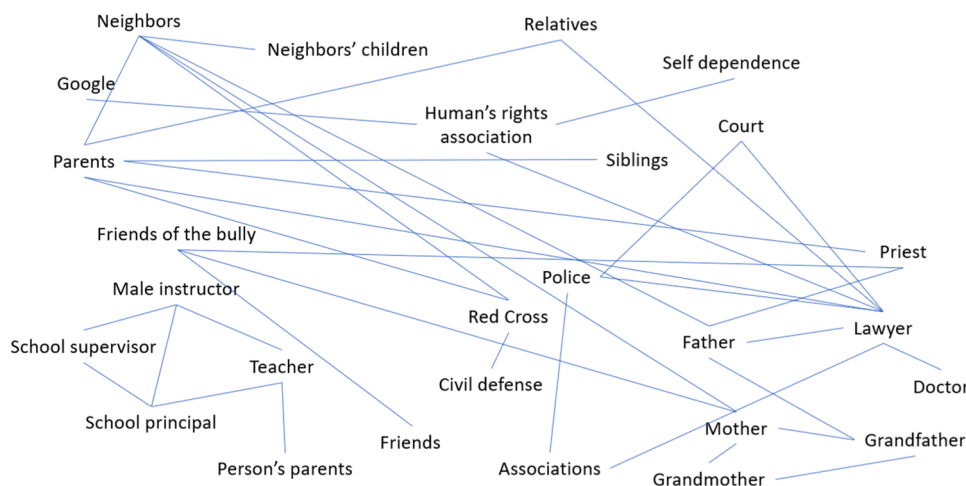 Neighbors
Relatives
Neighbors’ children
Self dependence
Google
Human’s rights
association
Court
Parents
Siblings
Friends of the bully
Priest
Police
Male instructor
Red Cross
Lawyer
School supervisor
Father
Teacher
Civil defense
Doctor
School principal
Mother
Friends
Grandfather
Person’s parents
Associations
Grandmother